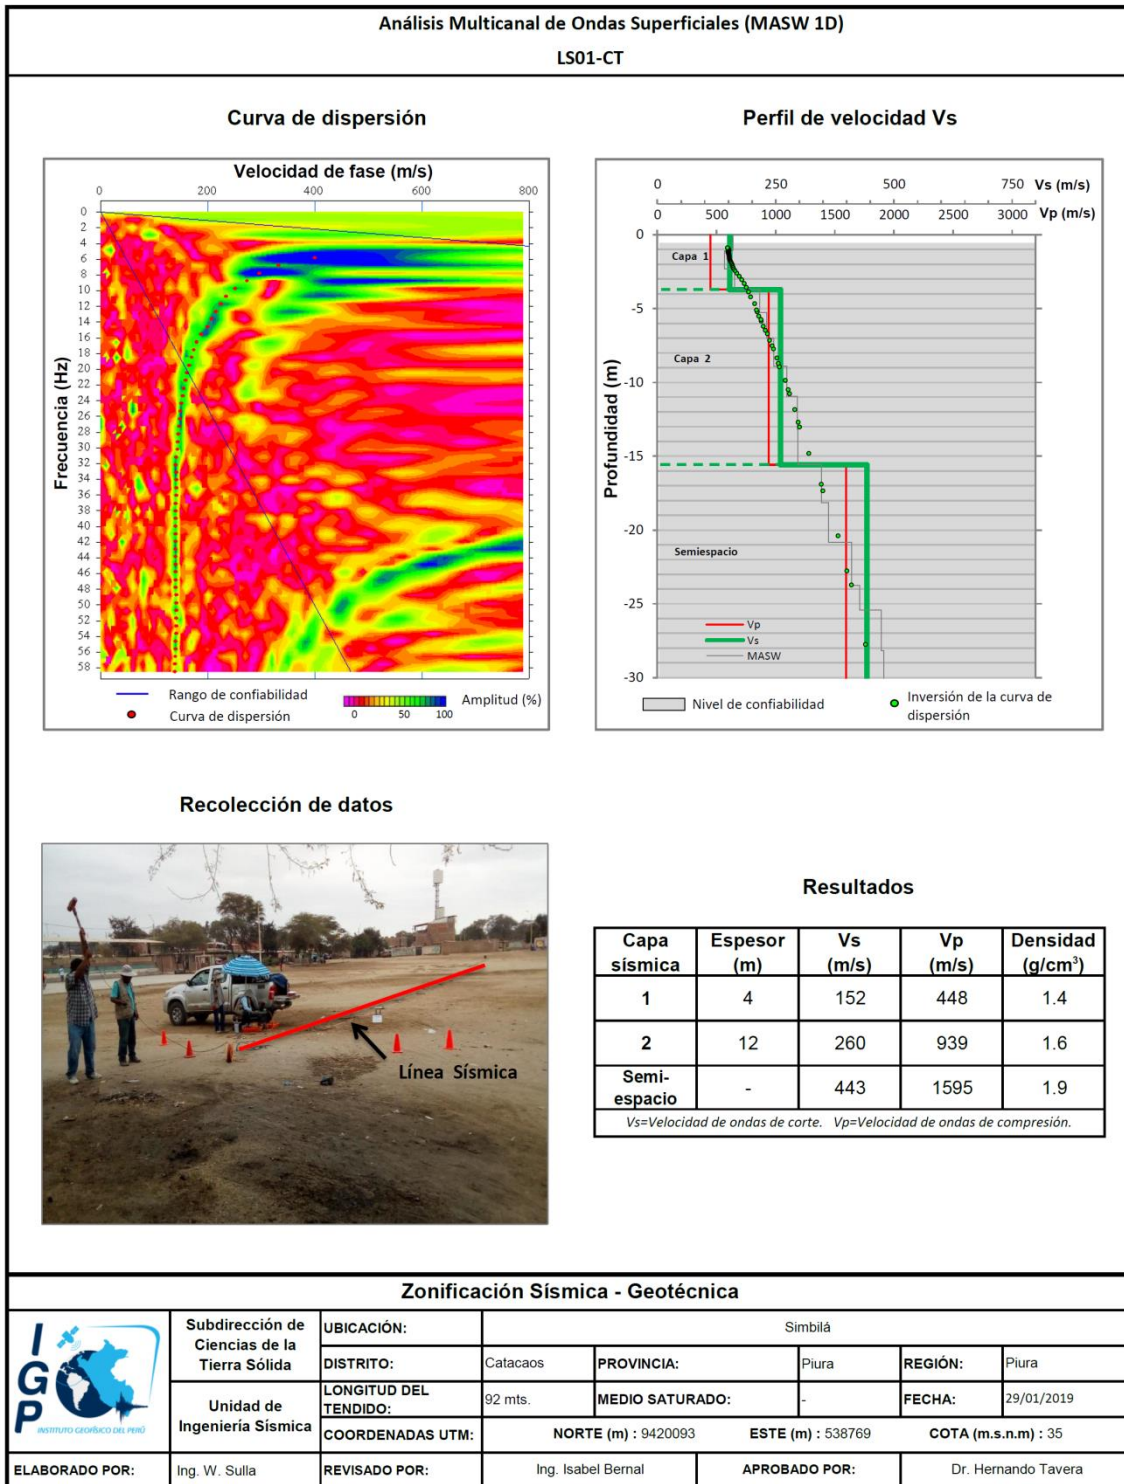 Análisis Multicanal de Ondas Superficiales (MASW 1D)
LS01-CT
Curva de dispersión
Velocidad de fase (m/s)
0 200 400 600 800
Frecuencia (Hz)
0
2
4
6
8
10
12
14
16
18
20
22
24
26
28
30
32
34
36
38
40
42
44
46
48
50
52
54
56
58
Rango de confiabilidad
Curva de dispersión
0 50 100
Amplitud (%)
Perfil de velocidad Vs
0 250 500 750 Vs (m/s)
0 500 1000 1500 2000 2500 3000 Vp (m/s)
Profundidad (m)
0
-5
-10
-15
-20
-25
-30
Capa 1
Capa 2
Semiespacio
Vp
Vs
MASW
Nivel de confiabilidad
Inversión de la curva de
dispersión
Recolección de datos
Línea Sísmica
Resultados
Capa sísmica Espesor (m) Vs (m/s) Vp (m/s) Densidad (g/cm³)
1 4 152 448 1.4
2 12 260 939 1.6
Semi-espacio - 443 1595 1.9
Vs=Velocidad de ondas de corte. Vp=Velocidad de ondas de compresión.
Zonificación Sísmica - Geotécnica
IGP
INSTITUTO GEOFÍSICO DEL PERÚ
Subdirección de
Ciencias de la
Tierra Sólida
Unidad de
Ingeniería Sísmica
UBICACIÓN: Simbilá
DISTRITO: Catacaos PROVINCIA: Piura REGIÓN: Piura
LONGITUD DEL TENDIDO: 92 mts. MEDIO SATURADO: - FECHA: 29/01/2019
COORDENADAS UTM: NORTE (m) : 9420093 ESTE (m) : 538769 COTA (m.s.n.m) : 35
ELABORADO POR: Ing. W. Sulla REVISADO POR: Ing. Isabel Bernal APROBADO POR: Dr. Hernando Tavera